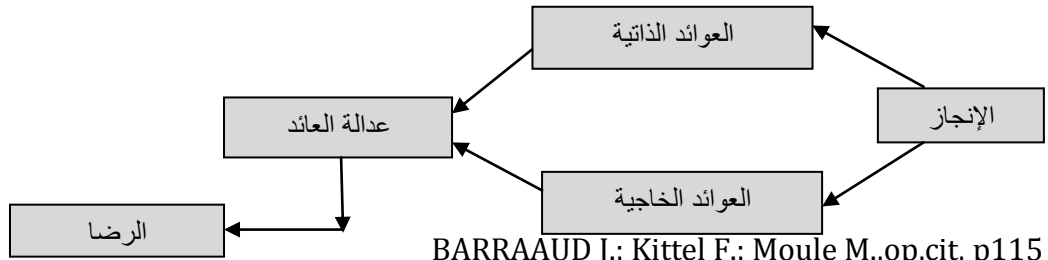 العوائد الذاتية
الإنجاز
عدالة العائد
العوائد الخاجية
الرضا
BARRAAUD J.; Kittel F.; Moule M.,op.cit, p115